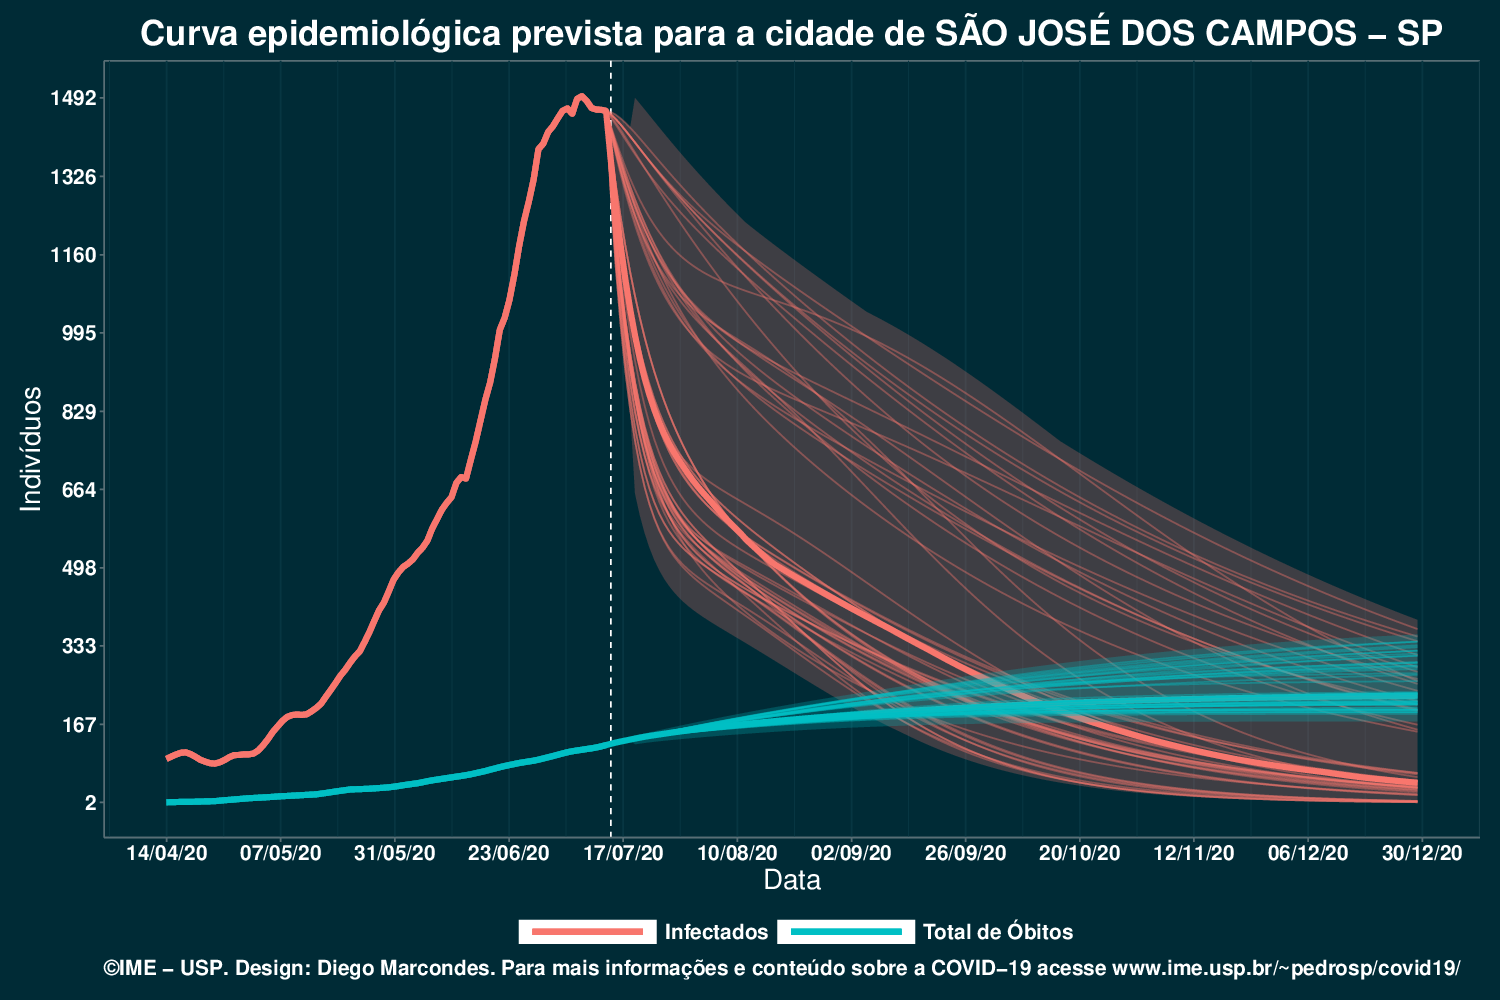 Curva epidemiológica prevista para a cidade de SÃO JOSÉ DOS CAMPOS – SP
Indivíduos
1492
1326
1160
995
829
664
498
333
167
2
14/04/20 07/05/20 31/05/20 23/06/20 17/07/20 10/08/20 02/09/20 26/09/20 20/10/20 12/11/20 06/12/20 30/12/20
Data
Infectados Total de Óbitos
©IME – USP. Design: Diego Marcondes. Para mais informações e conteúdo sobre a COVID–19 acesse www.ime.usp.br/~pedrosp/covid19/